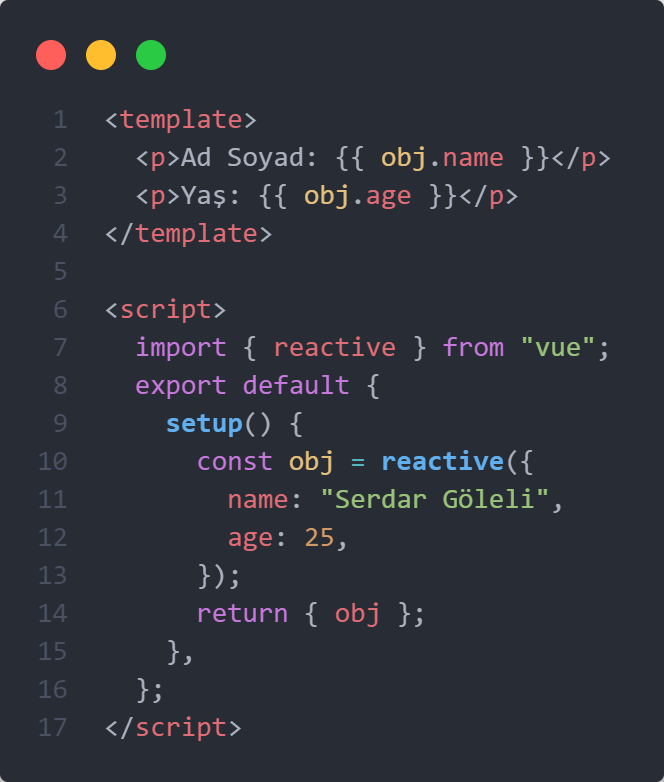 1 <template>
2   <p>Ad Soyad: {{ obj.name }}</p>
3   <p>Yaş: {{ obj.age }}</p>
4 </template>
5
6 <script>
7   import { reactive } from "vue";
8   export default {
9     setup() {
10       const obj = reactive({
11         name: "Serdar Göleli",
12         age: 25,
13       });
14       return { obj };
15     },
16   };
17 </script>